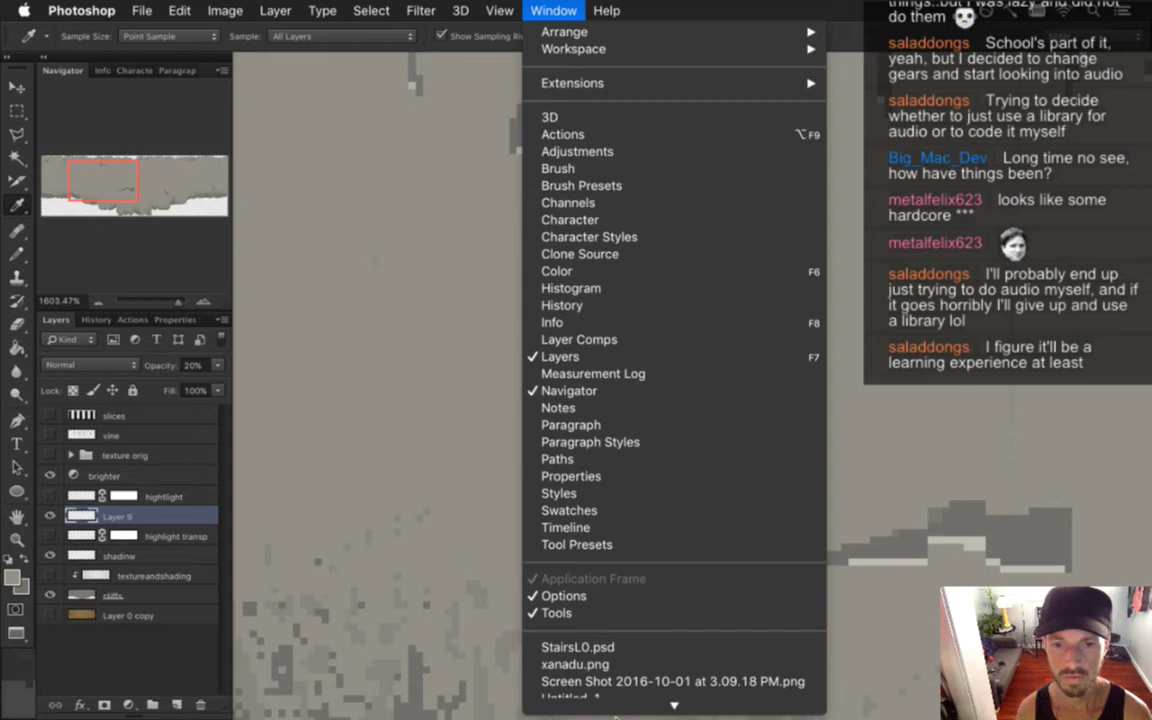 Photoshop File Edit Image Layer Type Select Filter 3D View Window Help
Sample Size: Point Sample Sample: All Layers Show Sampling Ri
Navigator Info Characte Paragrap
1603.47%
Layers History Actions Properties
Kind
Normal Opacity: 20%
Lock: Fill: 100%
slices
vine
texture orig
brighter
hightlight
Layer 9
highlight transp
shadinw
textureandshading
cliffs
Layer 0 copy
Arrange
Workspace
Extensions
3D
Actions ⌥F9
Adjustments
Brush
Brush Presets
Channels
Character
Character Styles
Clone Source
Color F6
Histogram
History
Info F8
Layer Comps
✓ Layers F7
Measurement Log
✓ Navigator
Notes
Paragraph
Paragraph Styles
Paths
Properties
Styles
Swatches
Timeline
Tool Presets
✓ Application Frame
✓ Options
✓ Tools
StairsL0.psd
xanadu.png
Screen Shot 2016-10-01 at 3.09.18 PM.png
Untitled-1
things..but I was lazy and did not
do them
saladdongs School's part of it,
yeah, but I decided to change
gears and start looking into audio
saladdongs Trying to decide
whether to just use a library for
audio or to code it myself
Big_Mac_Dev Long time no see,
how have things been?
metalfelix623 looks like some
hardcore ***
metalfelix623
saladdongs I'll probably end up
just trying to do audio myself, and if
it goes horribly I'll give up and use
a library lol
saladdongs I figure it'll be a
learning experience at least